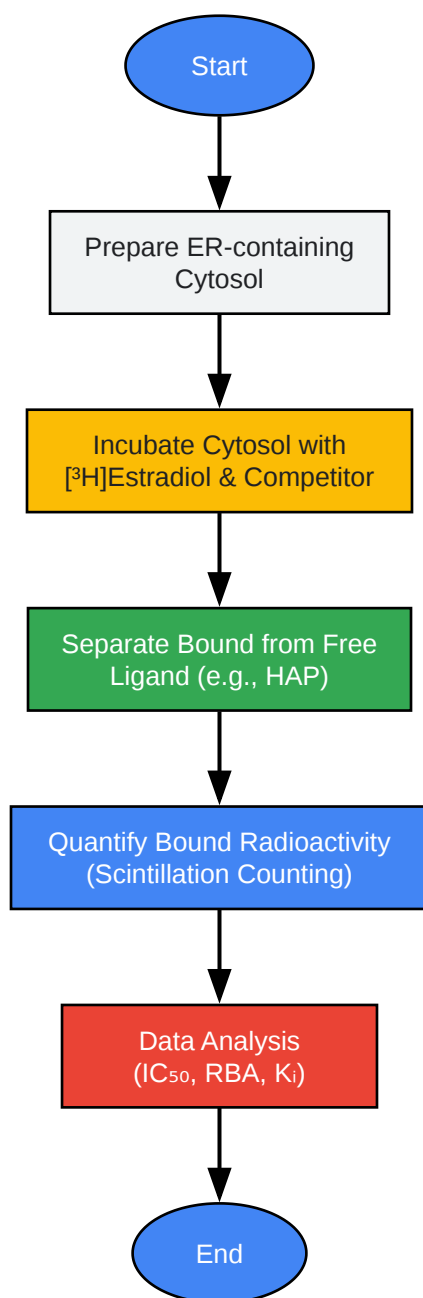 Start
Prepare ER-containing
Cytosol
Incubate Cytosol with
[³H]Estradiol & Competitor
Separate Bound from Free
Ligand (e.g., HAP)
Quantify Bound Radioactivity
(Scintillation Counting)
Data Analysis
(IC₅₀, RBA, Kᵢ)
End